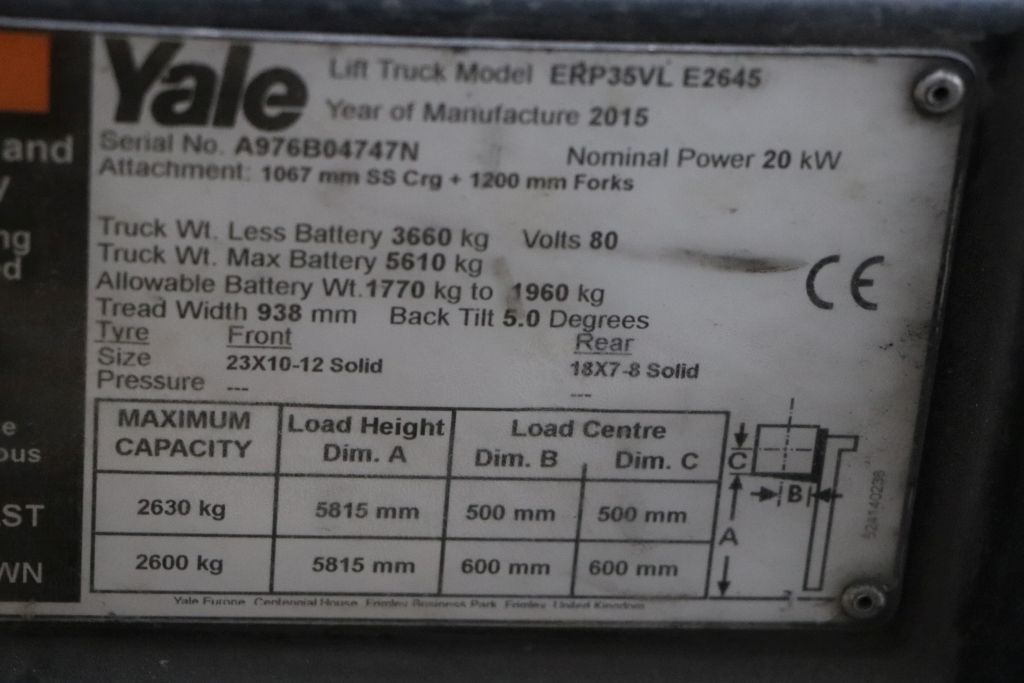 Yale
Lift Truck Model ERP35VL E2645
Year of Manufacture 2015
Serial No. A976B04747N Nominal Power 20 kW
Attachment: 1067 mm SS Crg + 1200 mm Forks
Truck Wt. Less Battery 3660 kg Volts 80
Truck Wt. Max Battery 5610 kg
Allowable Battery Wt. 1770 kg to 1960 kg
Tread Width 938 mm Back Tilt 5.0 Degrees
Tyre Front Rear
Size 23X10-12 Solid 18X7-8 Solid
Pressure --- ---
CE
MAXIMUM CAPACITY Load Height Dim. A Load Centre Dim. B Dim. C
2630 kg 5815 mm 500 mm 500 mm
2600 kg 5815 mm 600 mm 600 mm
C
B
A
524140238
Yale Europe, Centennial House, Frimley Business Park, Frimley, United Kingdom
and
y
ng
ed
e
ous
ST
WN